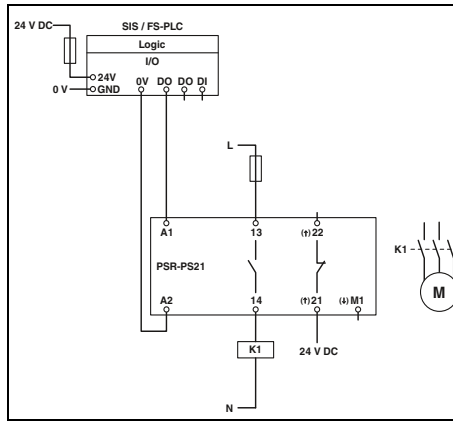 24 V DC
SIS / FS-PLC
Logic
I/O
24V
0V DO DO DI
0 V
GND
L
A1 13 (↑) 22
PSR-PS21
K1
M
A2 14 (↑) 21 (↓) M1
K1
24 V DC
N